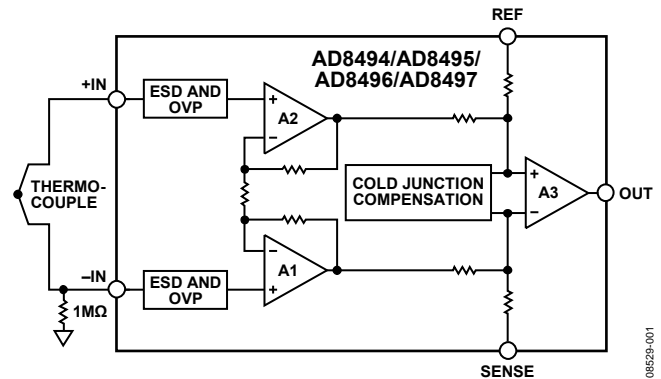 REF
AD8494/AD8495/
AD8496/AD8497
+IN
ESD AND
OVP
+
A2
–
THERMO-
COUPLE
COLD JUNCTION
COMPENSATION
+
A3
–
OUT
–
A1
+
–IN
ESD AND
OVP
1MΩ
SENSE
08529-001